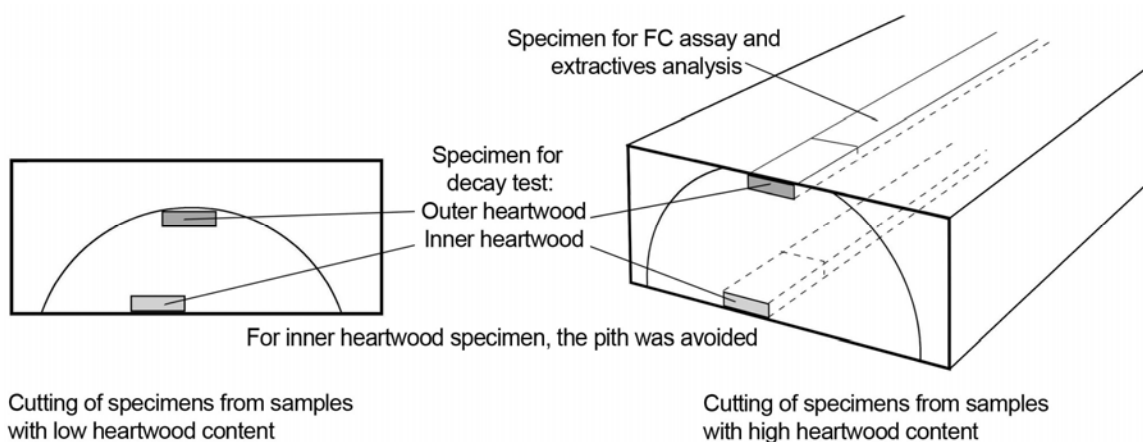 Specimen for FC assay and
extractives analysis
Specimen for
decay test:
Outer heartwood
Inner heartwood
For inner heartwood specimen, the pith was avoided
Cutting of specimens from samples
with low heartwood content
Cutting of specimens from samples
with high heartwood content